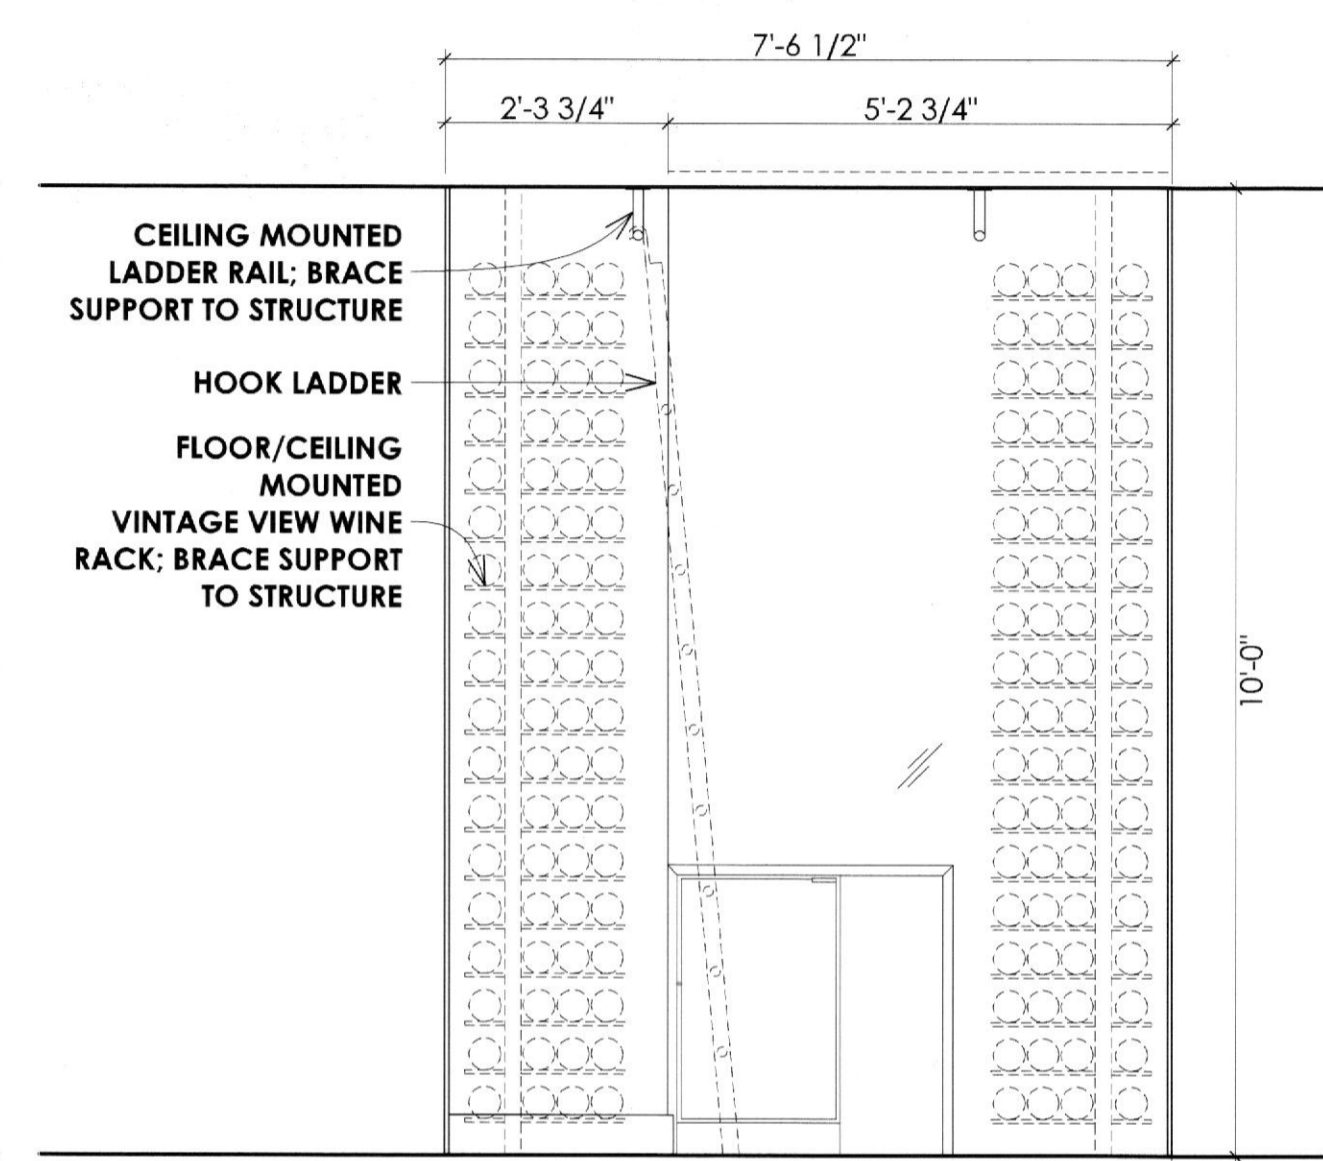 7'-6 1/2"
2'-3 3/4"
5'-2 3/4"
CEILING MOUNTED
LADDER RAIL; BRACE
SUPPORT TO STRUCTURE
HOOK LADDER
FLOOR/CEILING
MOUNTED
VINTAGE VIEW WINE
RACK; BRACE SUPPORT
TO STRUCTURE
10'-0"